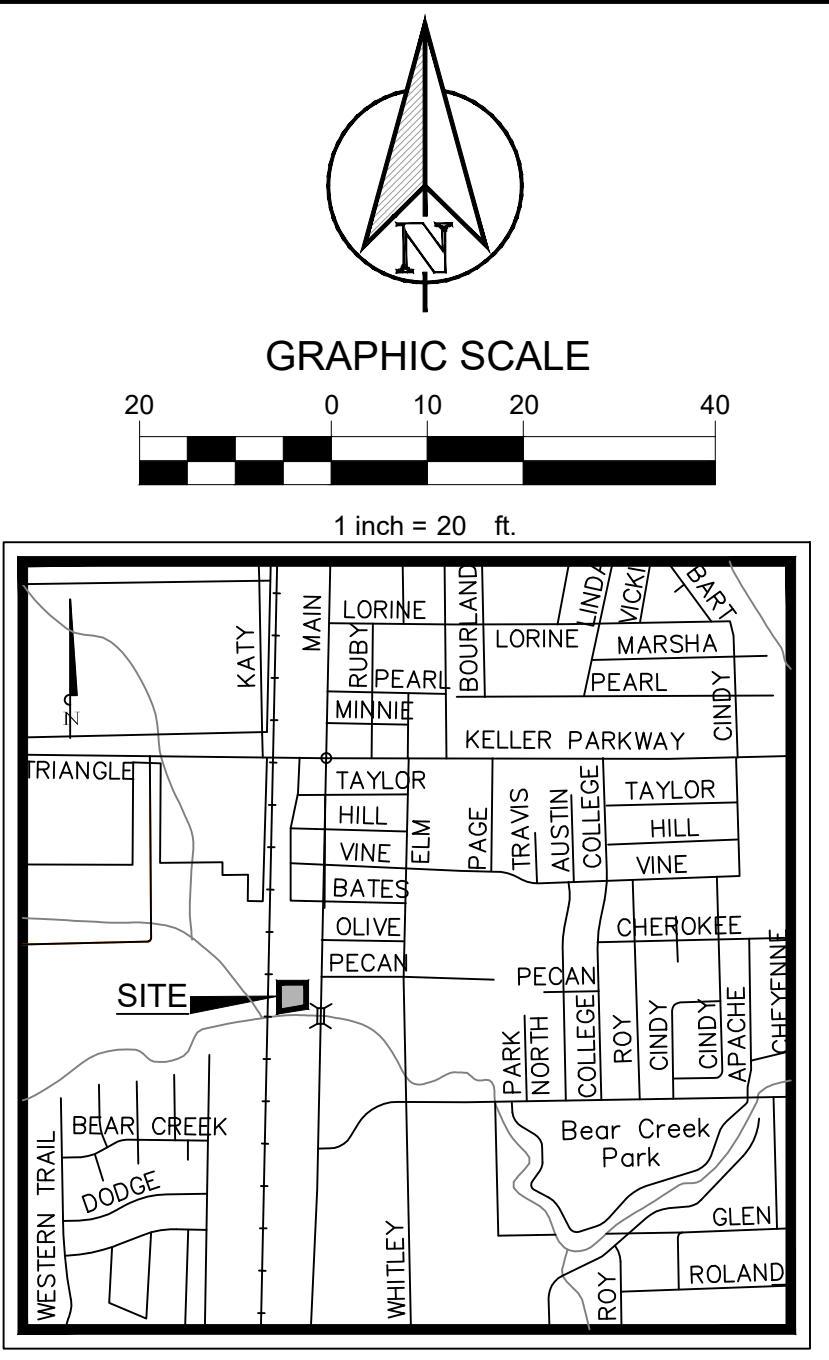 N
GRAPHIC SCALE
20 0 10 20 40
1 inch = 20 ft.
KATY
MAIN
LORINE
RUBY
PEARL
MINNIE
BOURLAND
LORINE
LINDA
VICKI
BART
MARSHA
PEARL
CINDY
N
KELLER PARKWAY
TRIANGLE
TAYLOR
HILL
VINE
BATES
OLIVE
PECAN
ELM
PAGE
TRAVIS
AUSTIN
COLLEGE
TAYLOR
HILL
VINE
CHEROKEE
PECAN
SITE
PARK
NORTH
COLLEGE
ROY
CINDY
CINDY
APACHE
CHEYENNE
BEAR CREEK
DODGE
WESTERN TRAIL
WHITLEY
Bear Creek
Park
GLEN
ROLAND
ROY